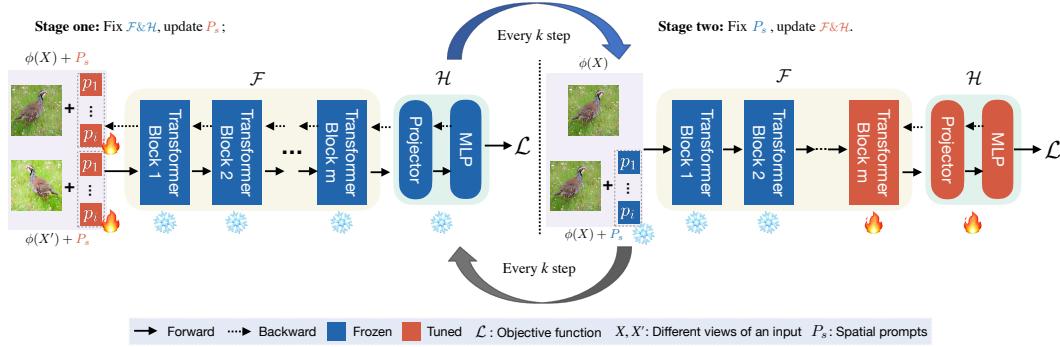 Stage one: Fix ℱ&ℋ, update P_s;
Every k step
Stage two: Fix P_s, update ℱ&ℋ.
ϕ(X) + P_s
ℱ
ℋ
+
p_1
⋮
p_i
+
p_1
⋮
p_i
ϕ(X′) + P_s
Transformer
Block 1
Transformer
Block 2
...
Transformer
Block m
Projector
MLP
ℒ
ϕ(X)
ℱ
ℋ
+
p_1
⋮
p_i
ϕ(X) + P_s
Transformer
Block 1
Transformer
Block 2
Transformer
Block m
Projector
MLP
ℒ
Every k step
Forward
Backward
Frozen
Tuned
ℒ: Objective function
X, X′: Different views of an input
P_s: Spatial prompts